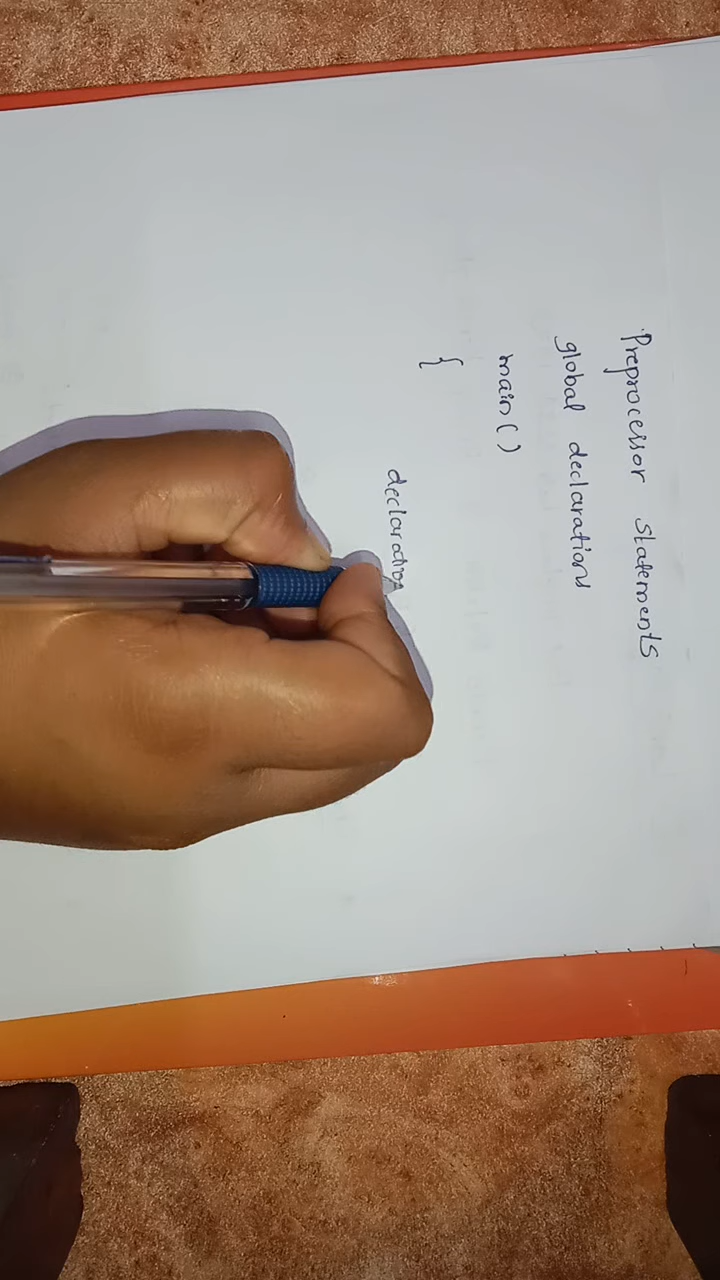 Preprocessor statements
global declarations
main()
{
declaration